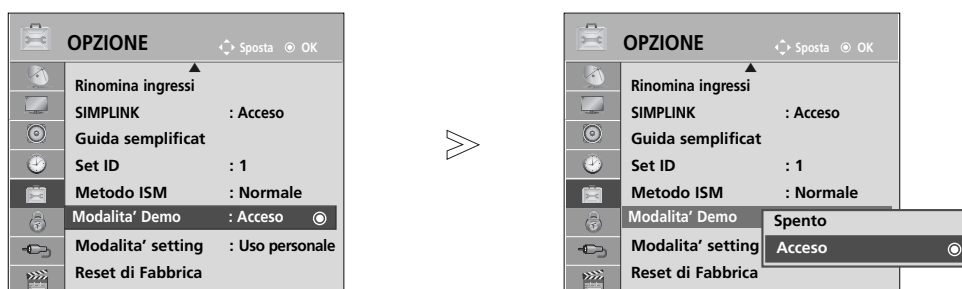 OPZIONE Sposta OK
Rinomina ingressi
SIMPLINK : Acceso
Guida semplificat
Set ID : 1
Metodo ISM : Normale
Modalita' Demo : Acceso
Modalita' setting : Uso personale
Reset di Fabbrica
OPZIONE Sposta OK
Rinomina ingressi
SIMPLINK : Acceso
Guida semplificat
Set ID : 1
Metodo ISM : Normale
Modalita' Demo
Spento
Modalita' setting
Acceso
Reset di Fabbrica